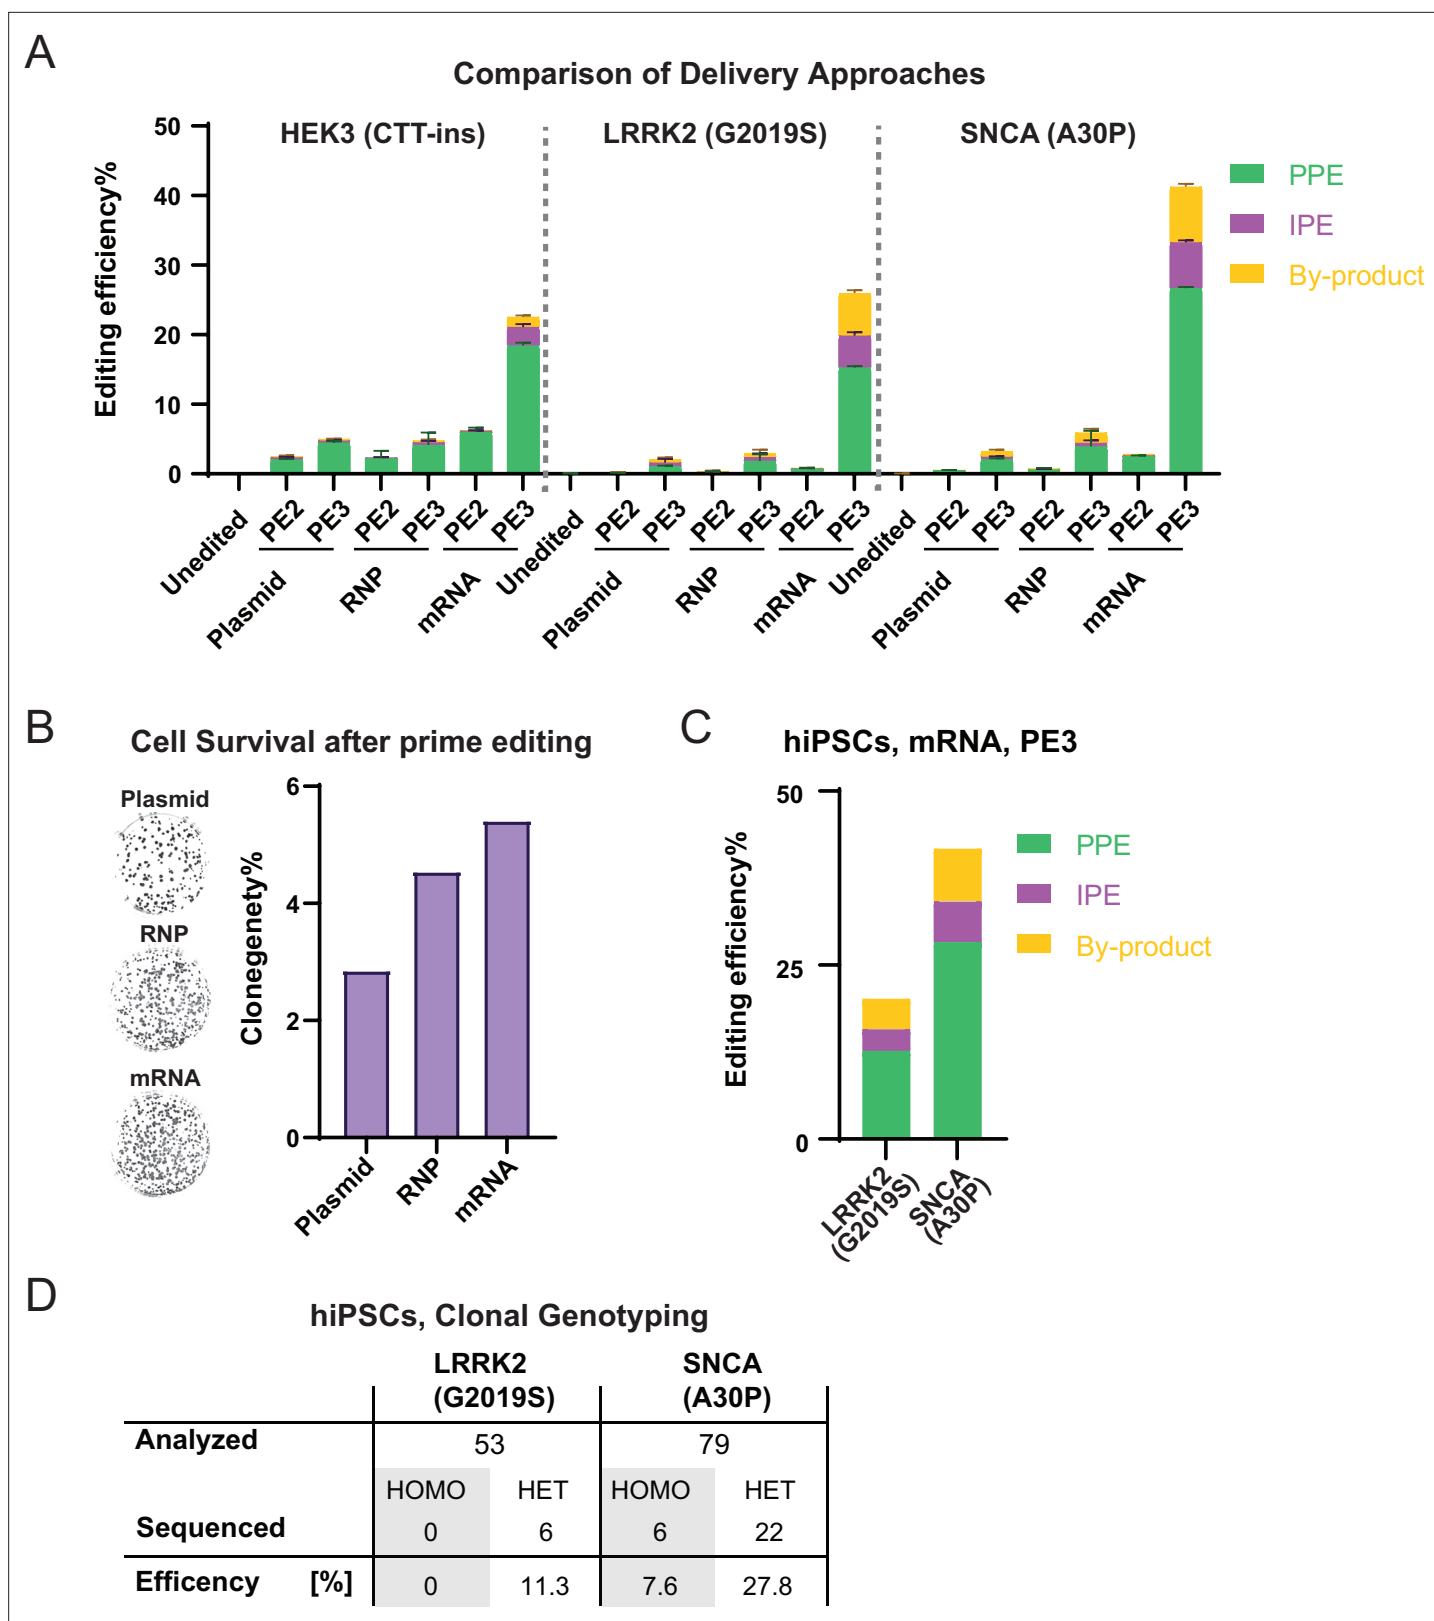 A
Comparison of Delivery Approaches
HEK3 (CTT-ins)
LRRK2 (G2019S)
SNCA (A30P)
Editing efficiency%
50
40
30
20
10
0
PPE
IPE
By-product
Unedited
PE2
PE3
PE2
PE3
PE2
PE3
Unedited
PE2
PE3
PE2
PE3
PE2
PE3
Unedited
PE2
PE3
PE2
PE3
PE2
PE3
Plasmid
RNP
mRNA
Plasmid
RNP
mRNA
Plasmid
RNP
mRNA
B
Cell Survival after prime editing
Plasmid
RNP
mRNA
Clonegenety%
6
4
2
0
Plasmid
RNP
mRNA
C
hiPSCs, mRNA, PE3
Editing efficiency%
50
25
0
PPE
IPE
By-product
LRRK2
(G2019S)
SNCA
(A30P)
D
hiPSCs, Clonal Genotyping
LRRK2 SNCA
(G2019S) (A30P)
Analyzed 53 79
HOMO HET HOMO HET
Sequenced 0 6 6 22
Efficency [%] 0 11.3 7.6 27.8